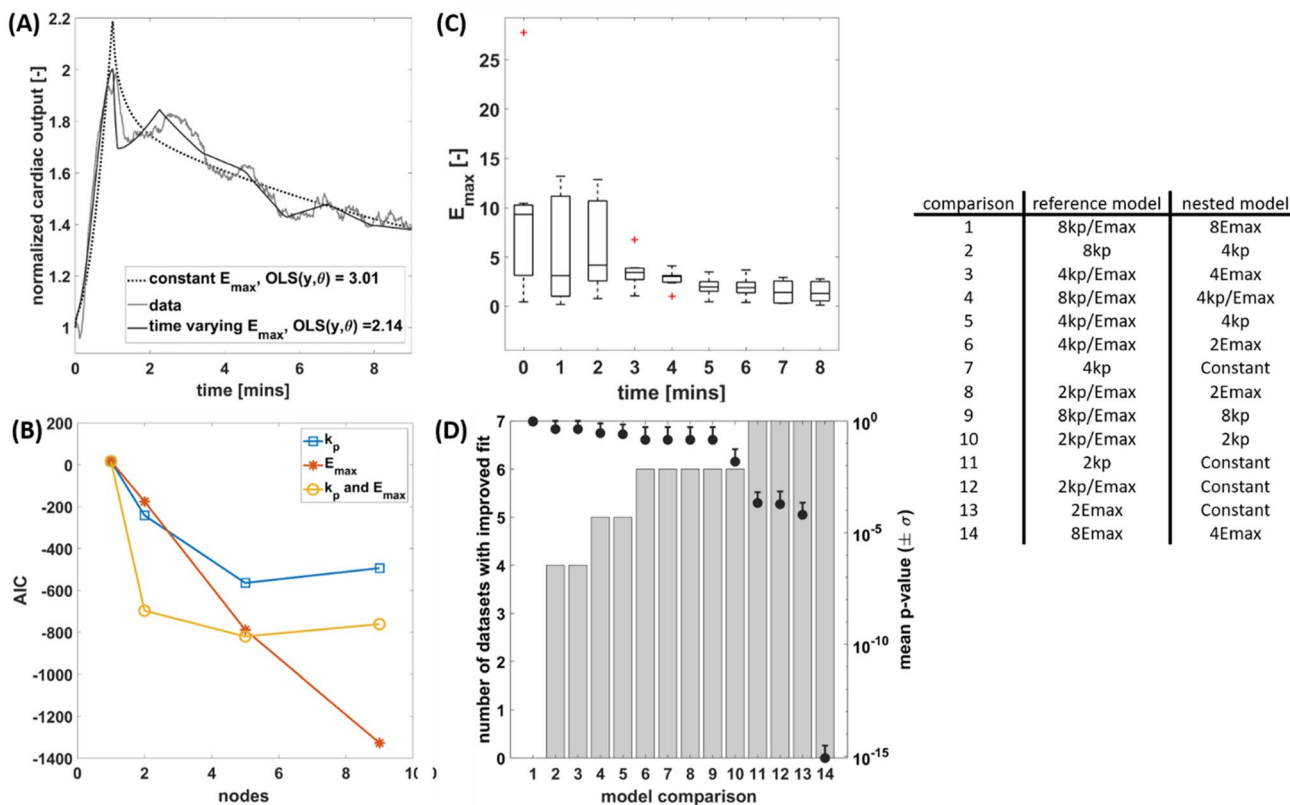 (A)
normalized cardiac output [-]
2.2
2
1.8
1.6
1.4
1.2
1
constant Emax, OLS(y,θ) = 3.01
data
time varying Emax, OLS(y,θ) =2.14
0 2 4 6 8
time [mins]
(C)
Emax [-]
25
20
15
10
5
0
0 1 2 3 4 5 6 7 8
time [mins]
(B)
AIC
200
0
-200
-400
-600
-800
-1000
-1200
-1400
kp
Emax
kp and Emax
0 2 4 6 8 10
nodes
(D)
number of datasets with improved fit
7
6
5
4
3
2
1
0
0
1 2 3 4 5 6 7 8 9 10 11 12 13 14
model comparison
10^0
10^-5
10^-10
10^-15
mean p-value (± σ)
comparison reference model nested model
1 8kp/Emax 8Emax
2 8kp 4kp
3 4kp/Emax 4Emax
4 8kp/Emax 4kp/Emax
5 4kp/Emax 4kp
6 4kp/Emax 2Emax
7 4kp Constant
8 2kp/Emax 2Emax
9 8kp/Emax 8kp
10 2kp/Emax 2kp
11 2kp Constant
12 2kp/Emax Constant
13 2Emax Constant
14 8Emax 4Emax